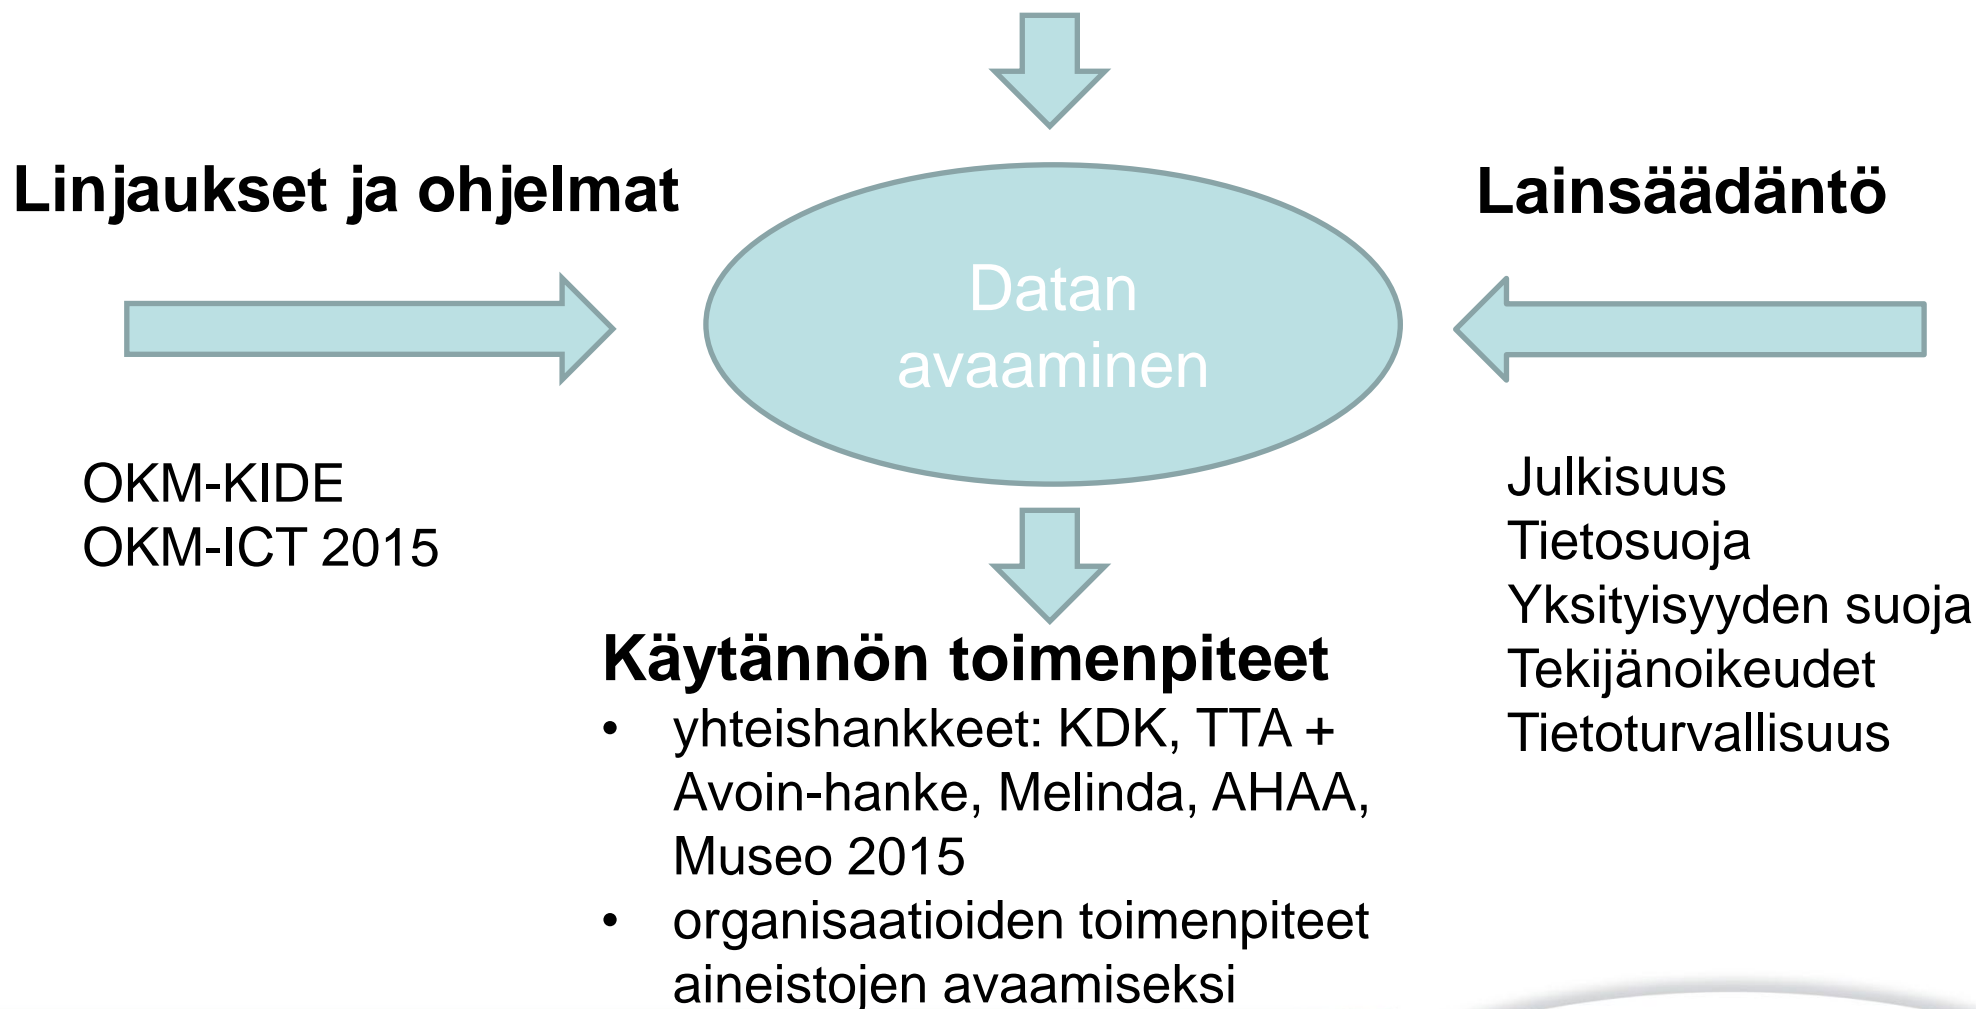 Linjaukset ja ohjelmat
OKM-KIDE
OKM-ICT 2015
Datan
avaaminen
Lainsäädäntö
Julkisuus
Tietosuoja
Yksityisyyden suoja
Tekijänoikeudet
Tietoturvallisuus
Käytännön toimenpiteet
• yhteishankkeet: KDK, TTA +
Avoin-hanke, Melinda, AHAA,
Museo 2015
• organisaatioiden toimenpiteet
aineistojen avaamiseksi